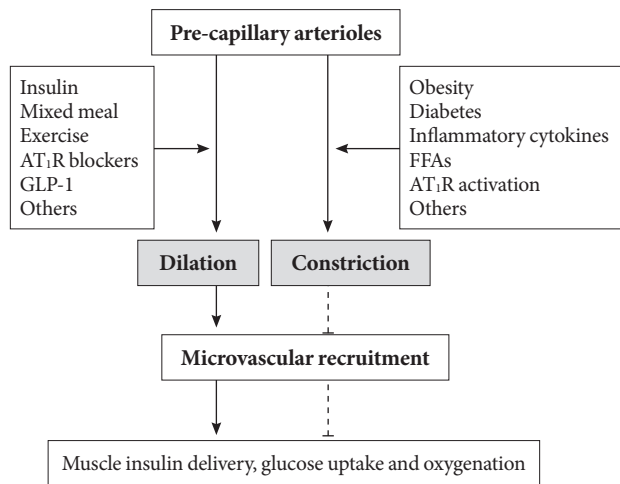 Pre-capillary arterioles
Insulin
Mixed meal
Exercise
AT₁R blockers
GLP-1
Others
Obesity
Diabetes
Inflammatory cytokines
FFAs
AT₁R activation
Others
Dilation
Constriction
Microvascular recruitment
Muscle insulin delivery, glucose uptake and oxygenation